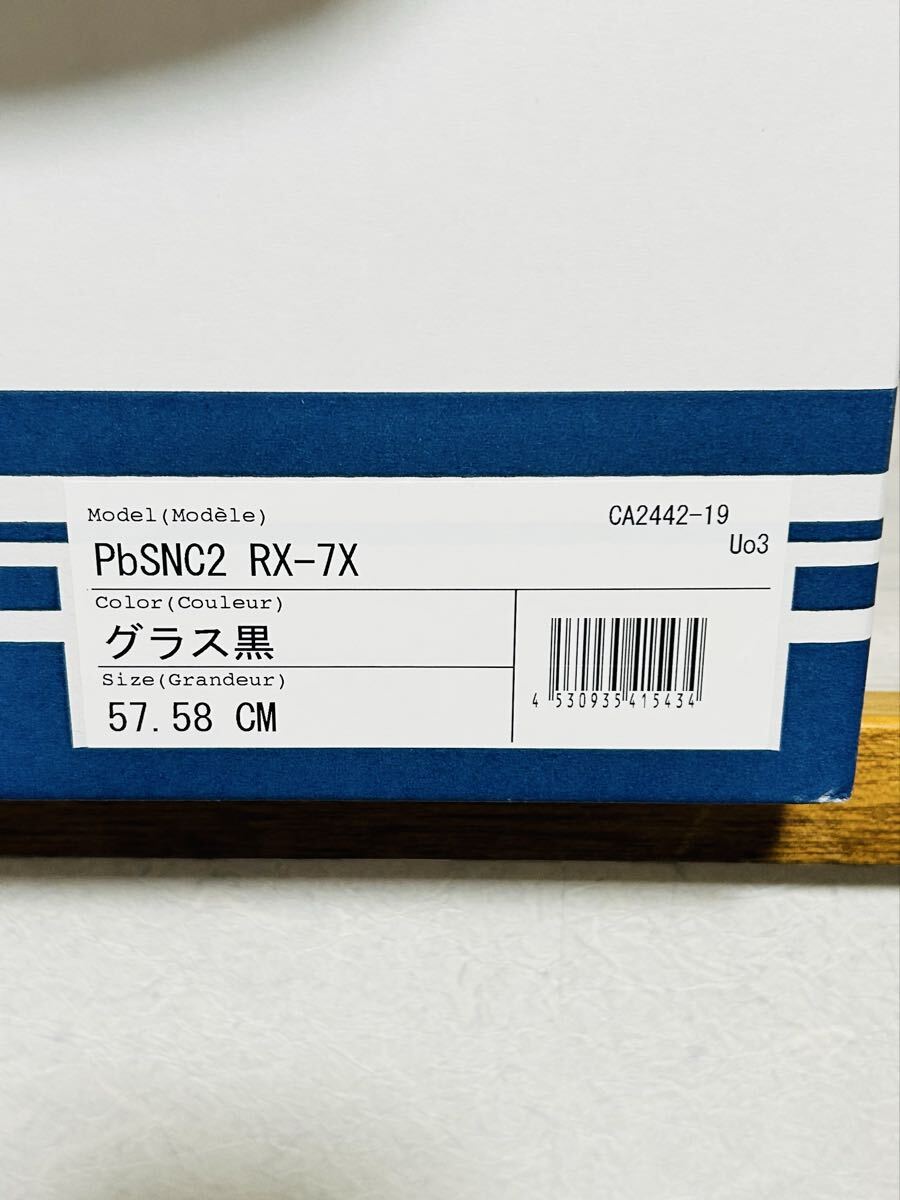 Model(Modèle)
CA2442-19
PbSNC2 RX-7X
Uo3
Color(Couleur)
グラス黒
Size(Grandeur)
57.58 CM
4 530935 415434